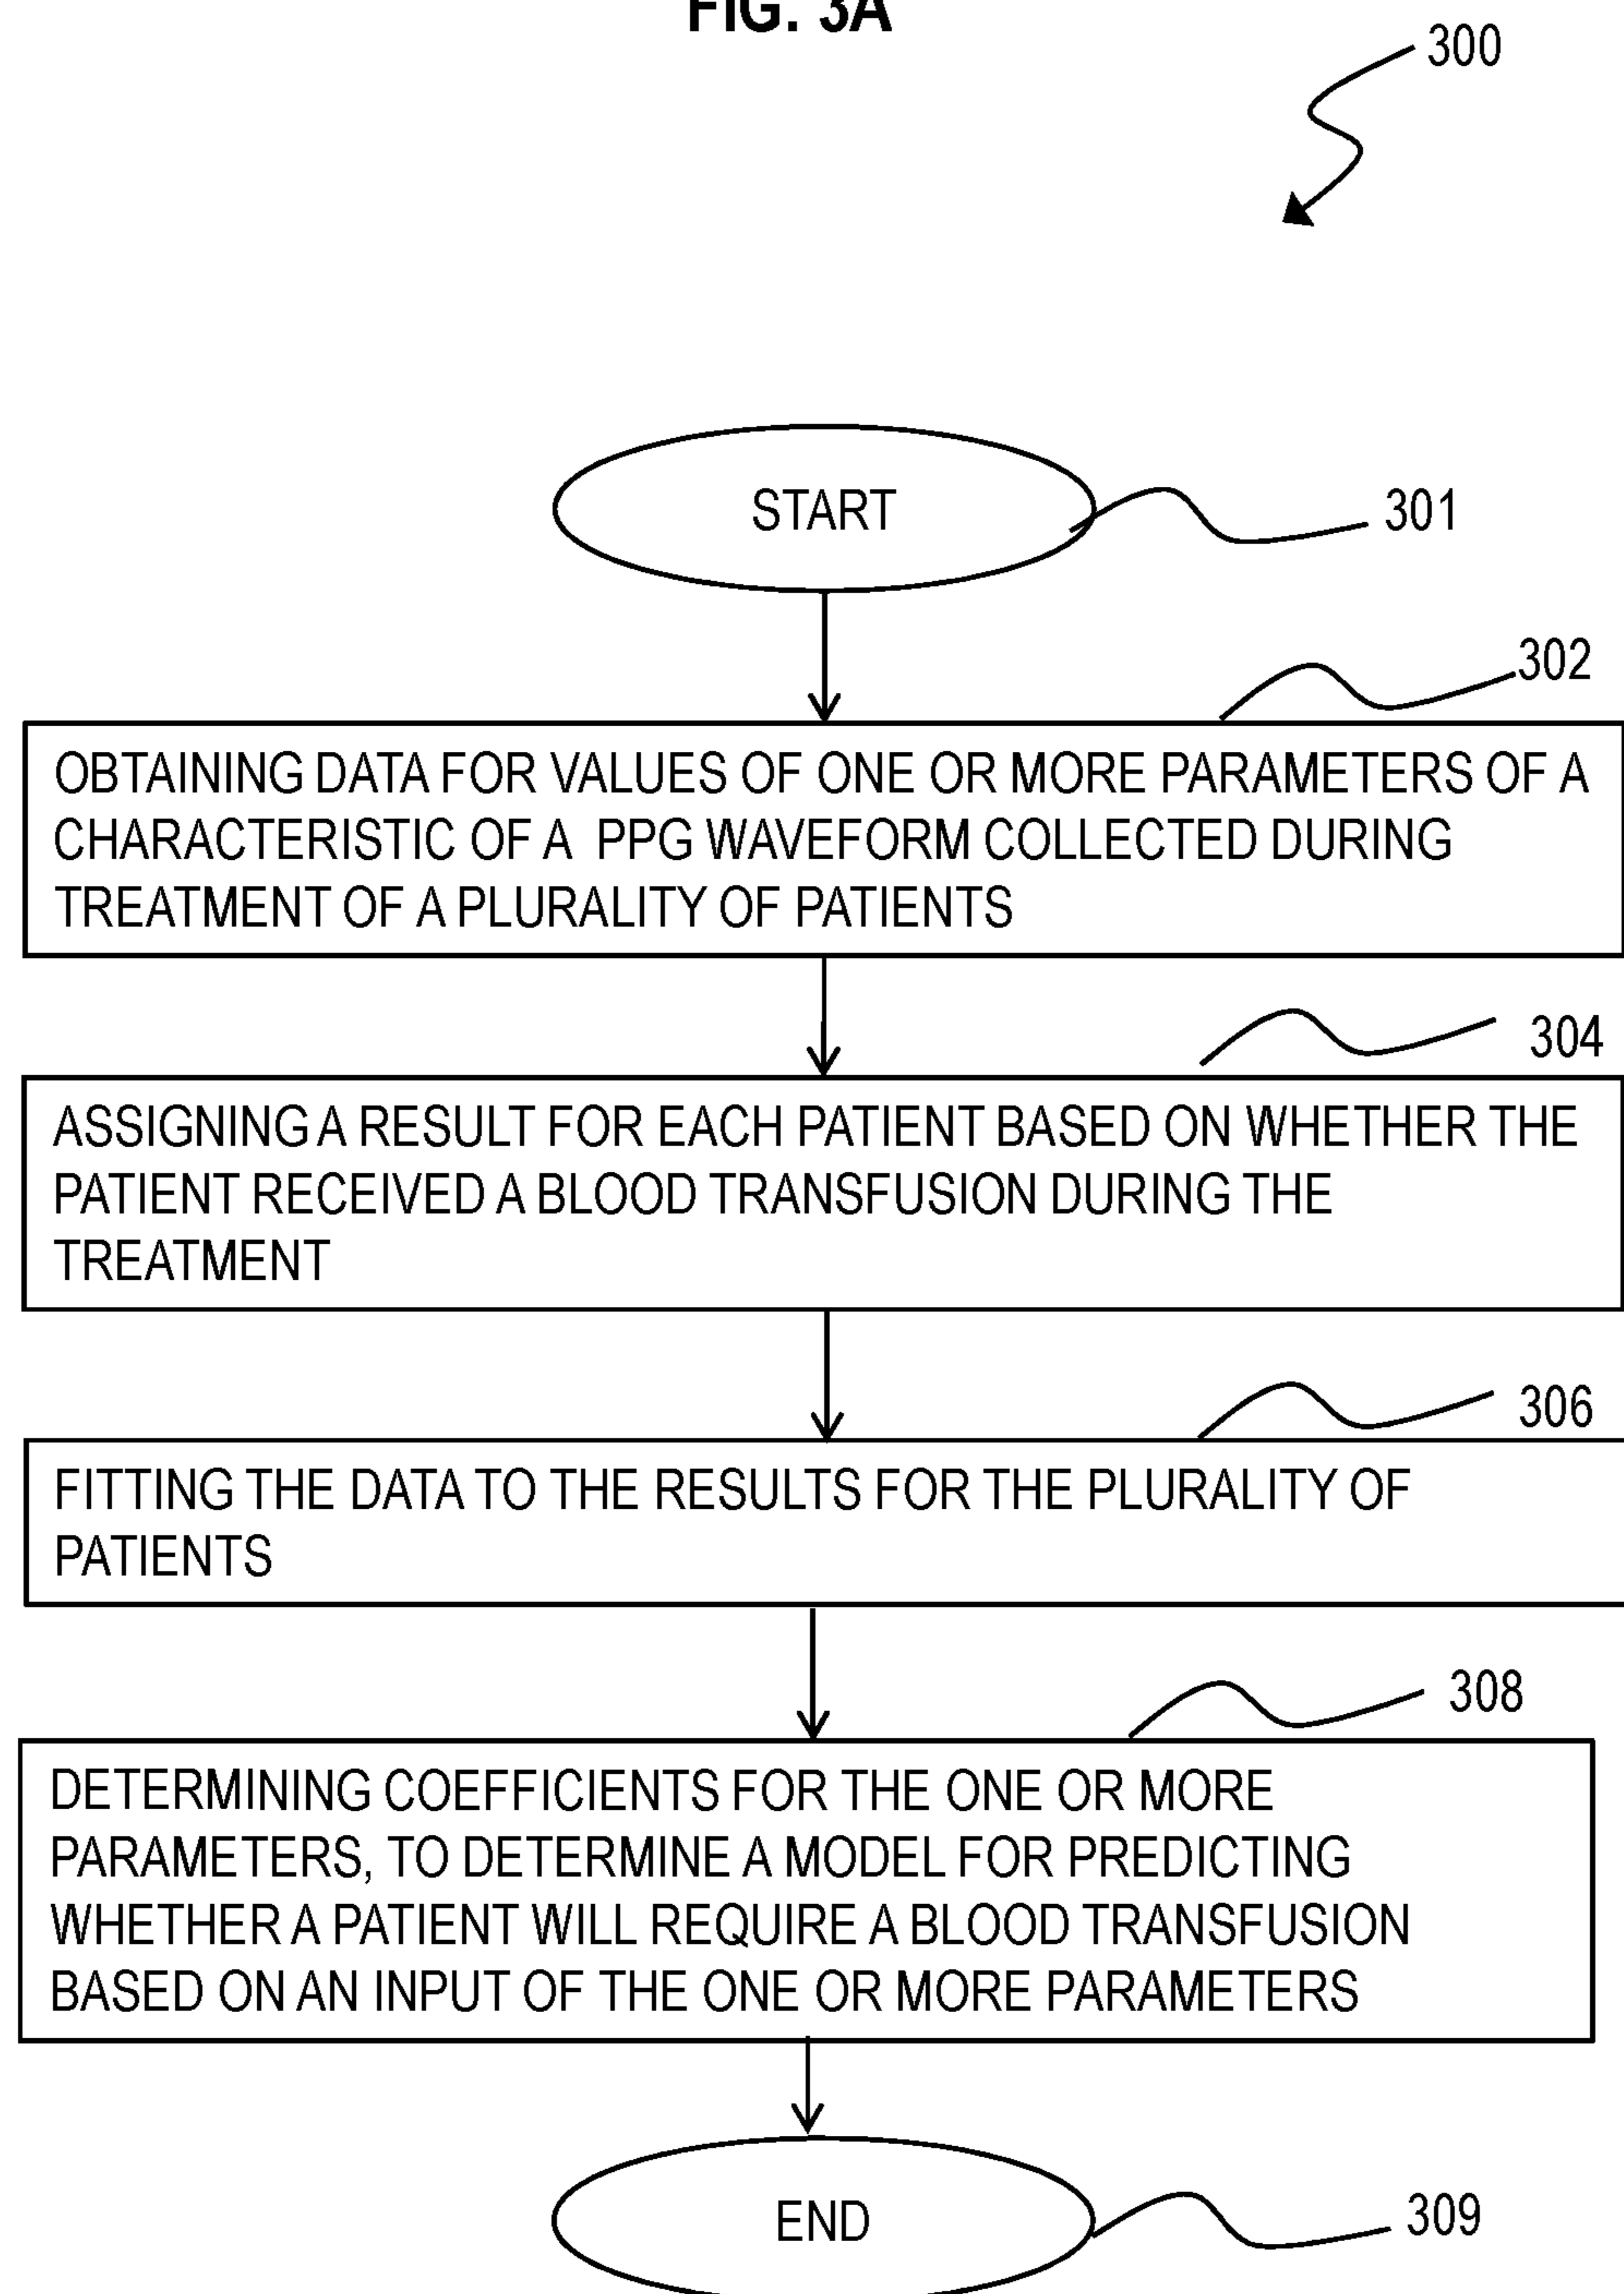 FIG. 3A
300
START
301
302
OBTAINING DATA FOR VALUES OF ONE OR MORE PARAMETERS OF A
CHARACTERISTIC OF A PPG WAVEFORM COLLECTED DURING
TREATMENT OF A PLURALITY OF PATIENTS
304
ASSIGNING A RESULT FOR EACH PATIENT BASED ON WHETHER THE
PATIENT RECEIVED A BLOOD TRANSFUSION DURING THE
TREATMENT
306
FITTING THE DATA TO THE RESULTS FOR THE PLURALITY OF
PATIENTS
308
DETERMINING COEFFICIENTS FOR THE ONE OR MORE
PARAMETERS, TO DETERMINE A MODEL FOR PREDICTING
WHETHER A PATIENT WILL REQUIRE A BLOOD TRANSFUSION
BASED ON AN INPUT OF THE ONE OR MORE PARAMETERS
END
309